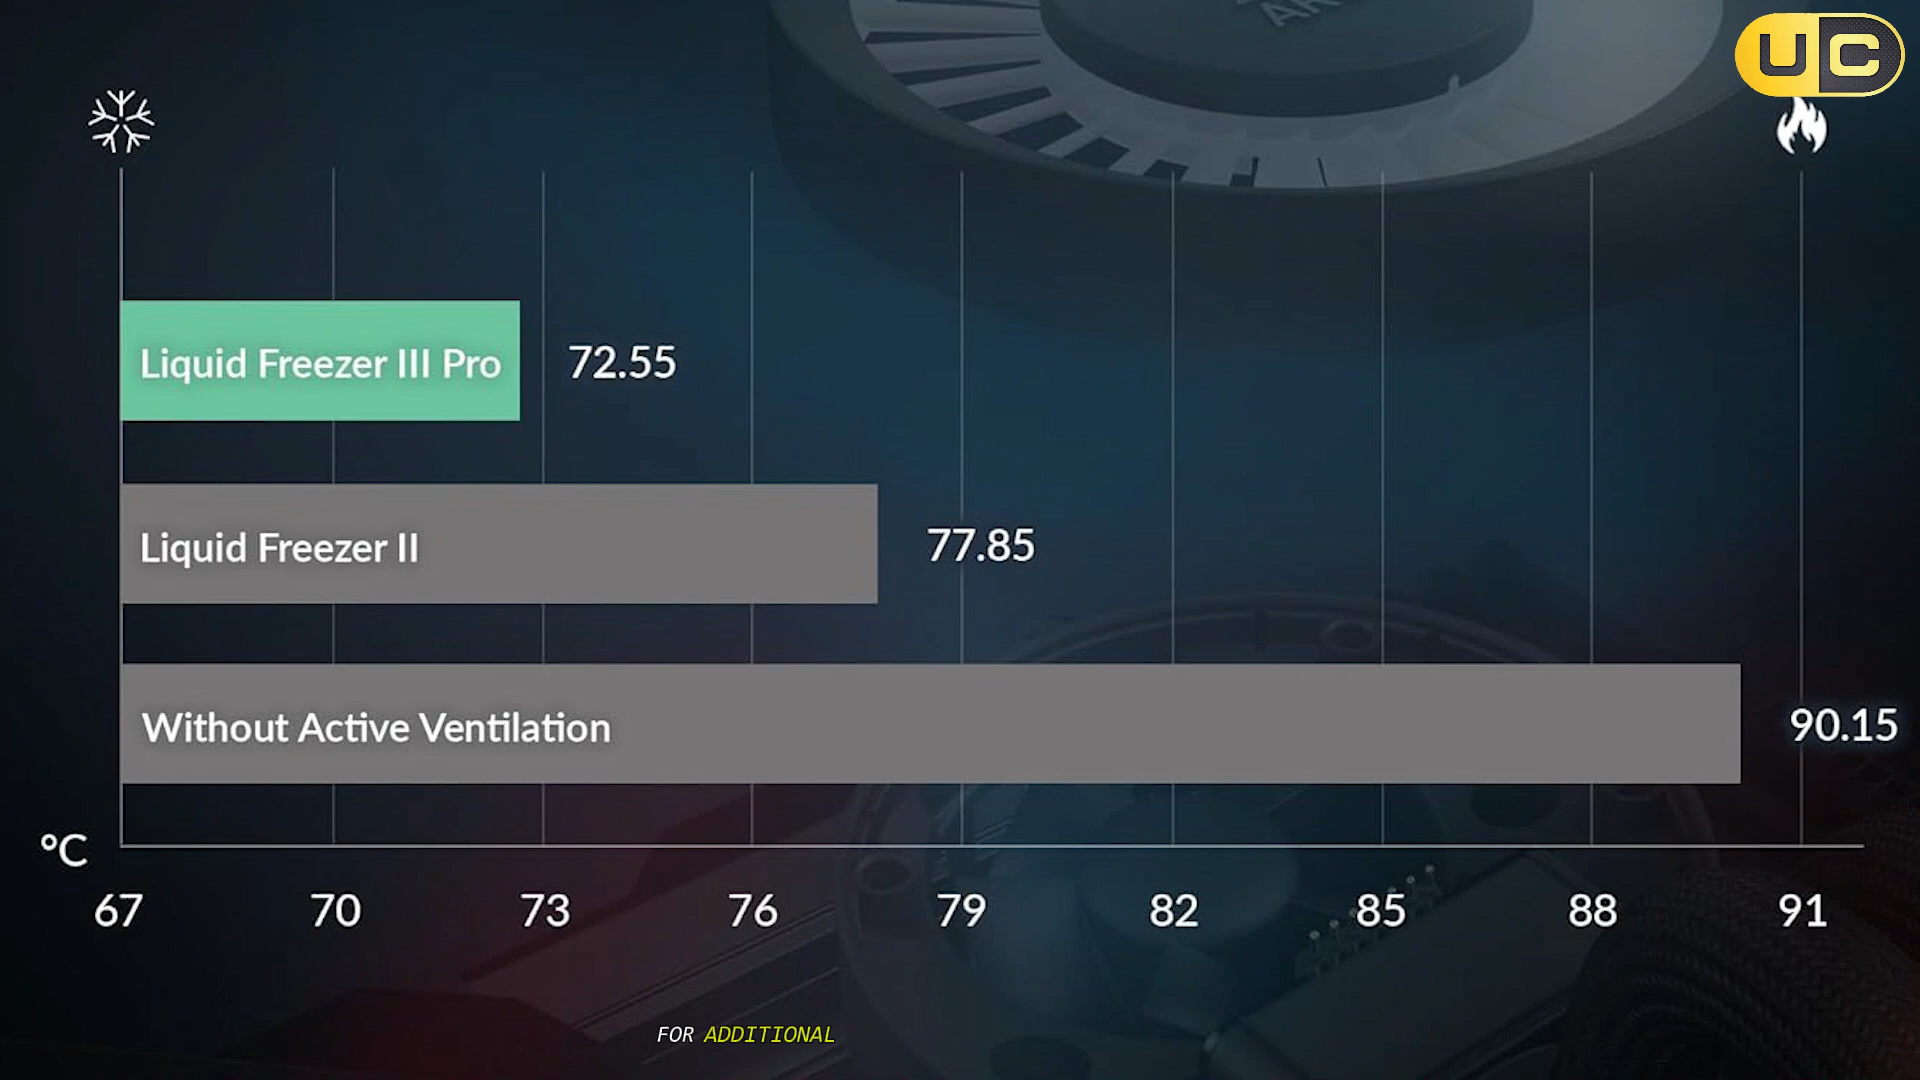 UC
Liquid Freezer III Pro 72.55
Liquid Freezer II 77.85
Without Active Ventilation 90.15
°C
67 70 73 76 79 82 85 88 91
FOR ADDITIONAL